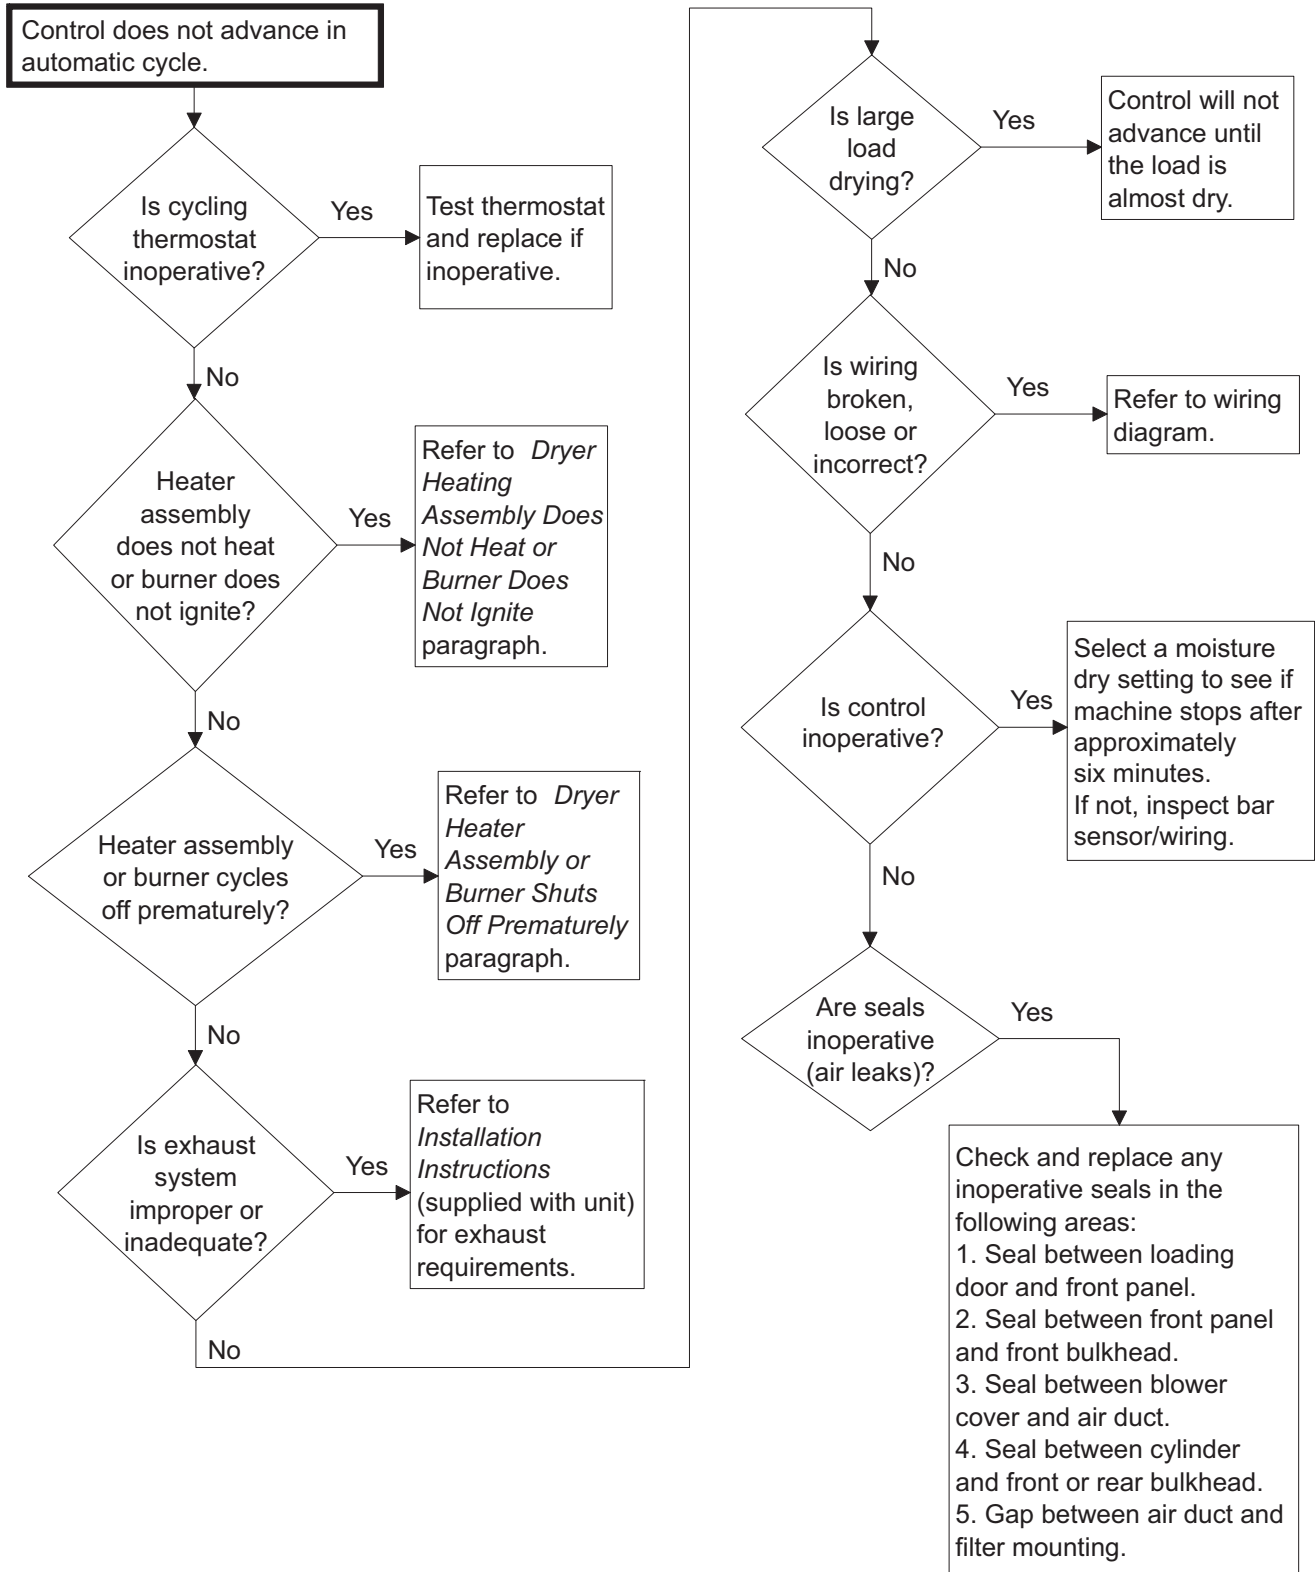 Control does not advance in
automatic cycle.
Is cycling
thermostat
inoperative?
Yes
Test thermostat
and replace if
inoperative.
No
Heater
assembly
does not heat
or burner does
not ignite?
Yes
Refer to Dryer
Heating
Assembly Does
Not Heat or
Burner Does
Not Ignite
paragraph.
No
Heater assembly
or burner cycles
off prematurely?
Yes
Refer to Dryer
Heater
Assembly or
Burner Shuts
Off Prematurely
paragraph.
No
Is exhaust
system
improper or
inadequate?
Yes
Refer to
Installation
Instructions
(supplied with unit)
for exhaust
requirements.
No
Is large
load
drying?
Yes
Control will not
advance until
the load is
almost dry.
No
Is wiring
broken,
loose or
incorrect?
Yes
Refer to wiring
diagram.
No
Is control
inoperative?
Yes
Select a moisture
dry setting to see if
machine stops after
approximately
six minutes.
If not, inspect bar
sensor/wiring.
No
Are seals
inoperative
(air leaks)?
Yes
Check and replace any
inoperative seals in the
following areas:
1. Seal between loading
door and front panel.
2. Seal between front panel
and front bulkhead.
3. Seal between blower
cover and air duct.
4. Seal between cylinder
and front or rear bulkhead.
5. Gap between air duct and
filter mounting.